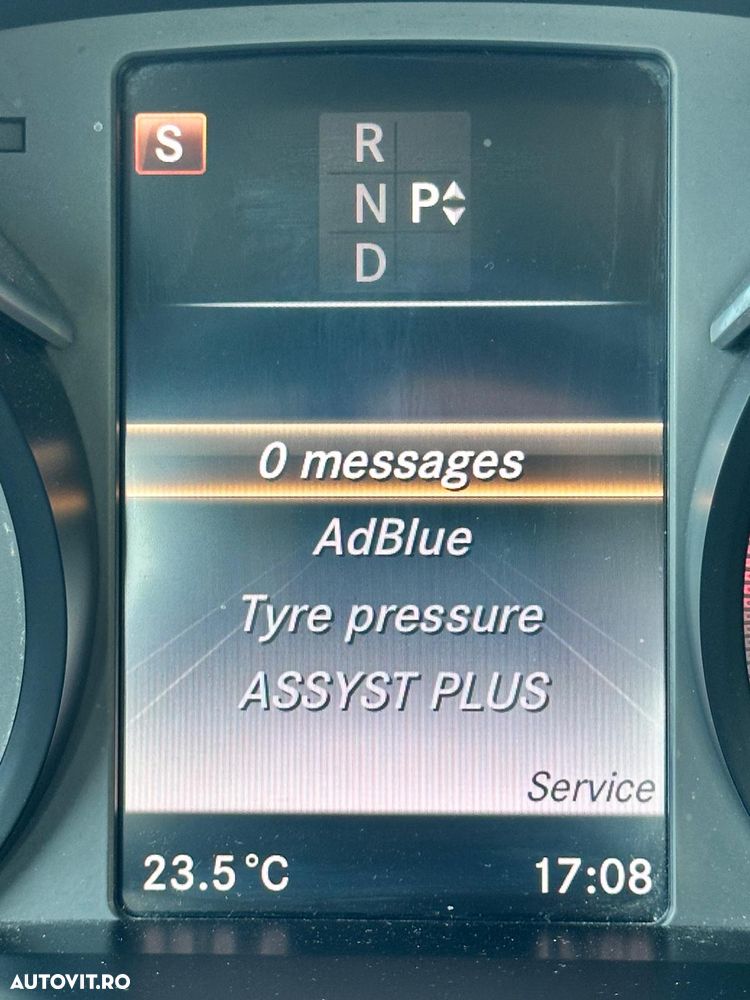 S
R
N P
D
0 messages
AdBlue
Tyre pressure
ASSYST PLUS
Service
23.5°C 17:08
AUTOVIT.RO